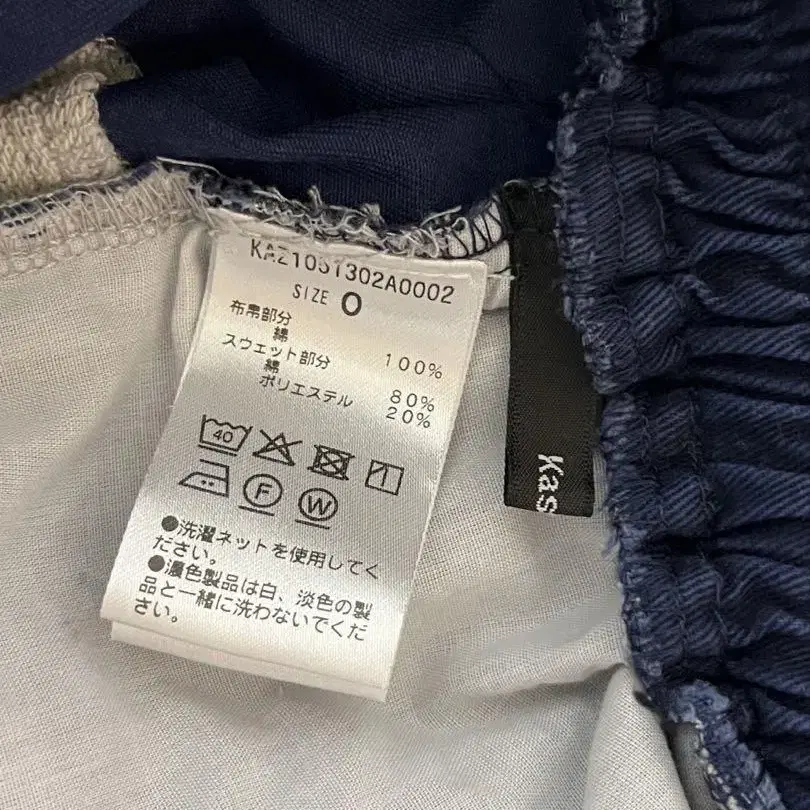 KAZ1051302A0002
SIZE 0
布帛部分
綿 100%
スウェット部分
綿 80%
ポリエステル 20%
40
F
W
●洗濯ネットを使用してく
ださい。
●濃色製品は白、淡色の製
品と一緒に洗わないでくだ
さい。
Kas